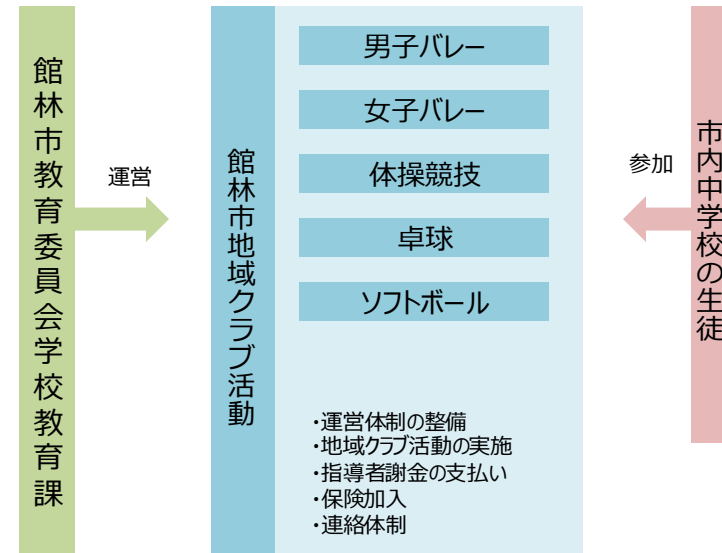 館林市教育委員会学校教育課
運営
館林市地域クラブ活動
男子バレー
女子バレー
体操競技
卓球
ソフトボール
・運営体制の整備
・地域クラブ活動の実施
・指導者謝金の支払い
・保険加入
・連絡体制
参加
市内中学校の生徒